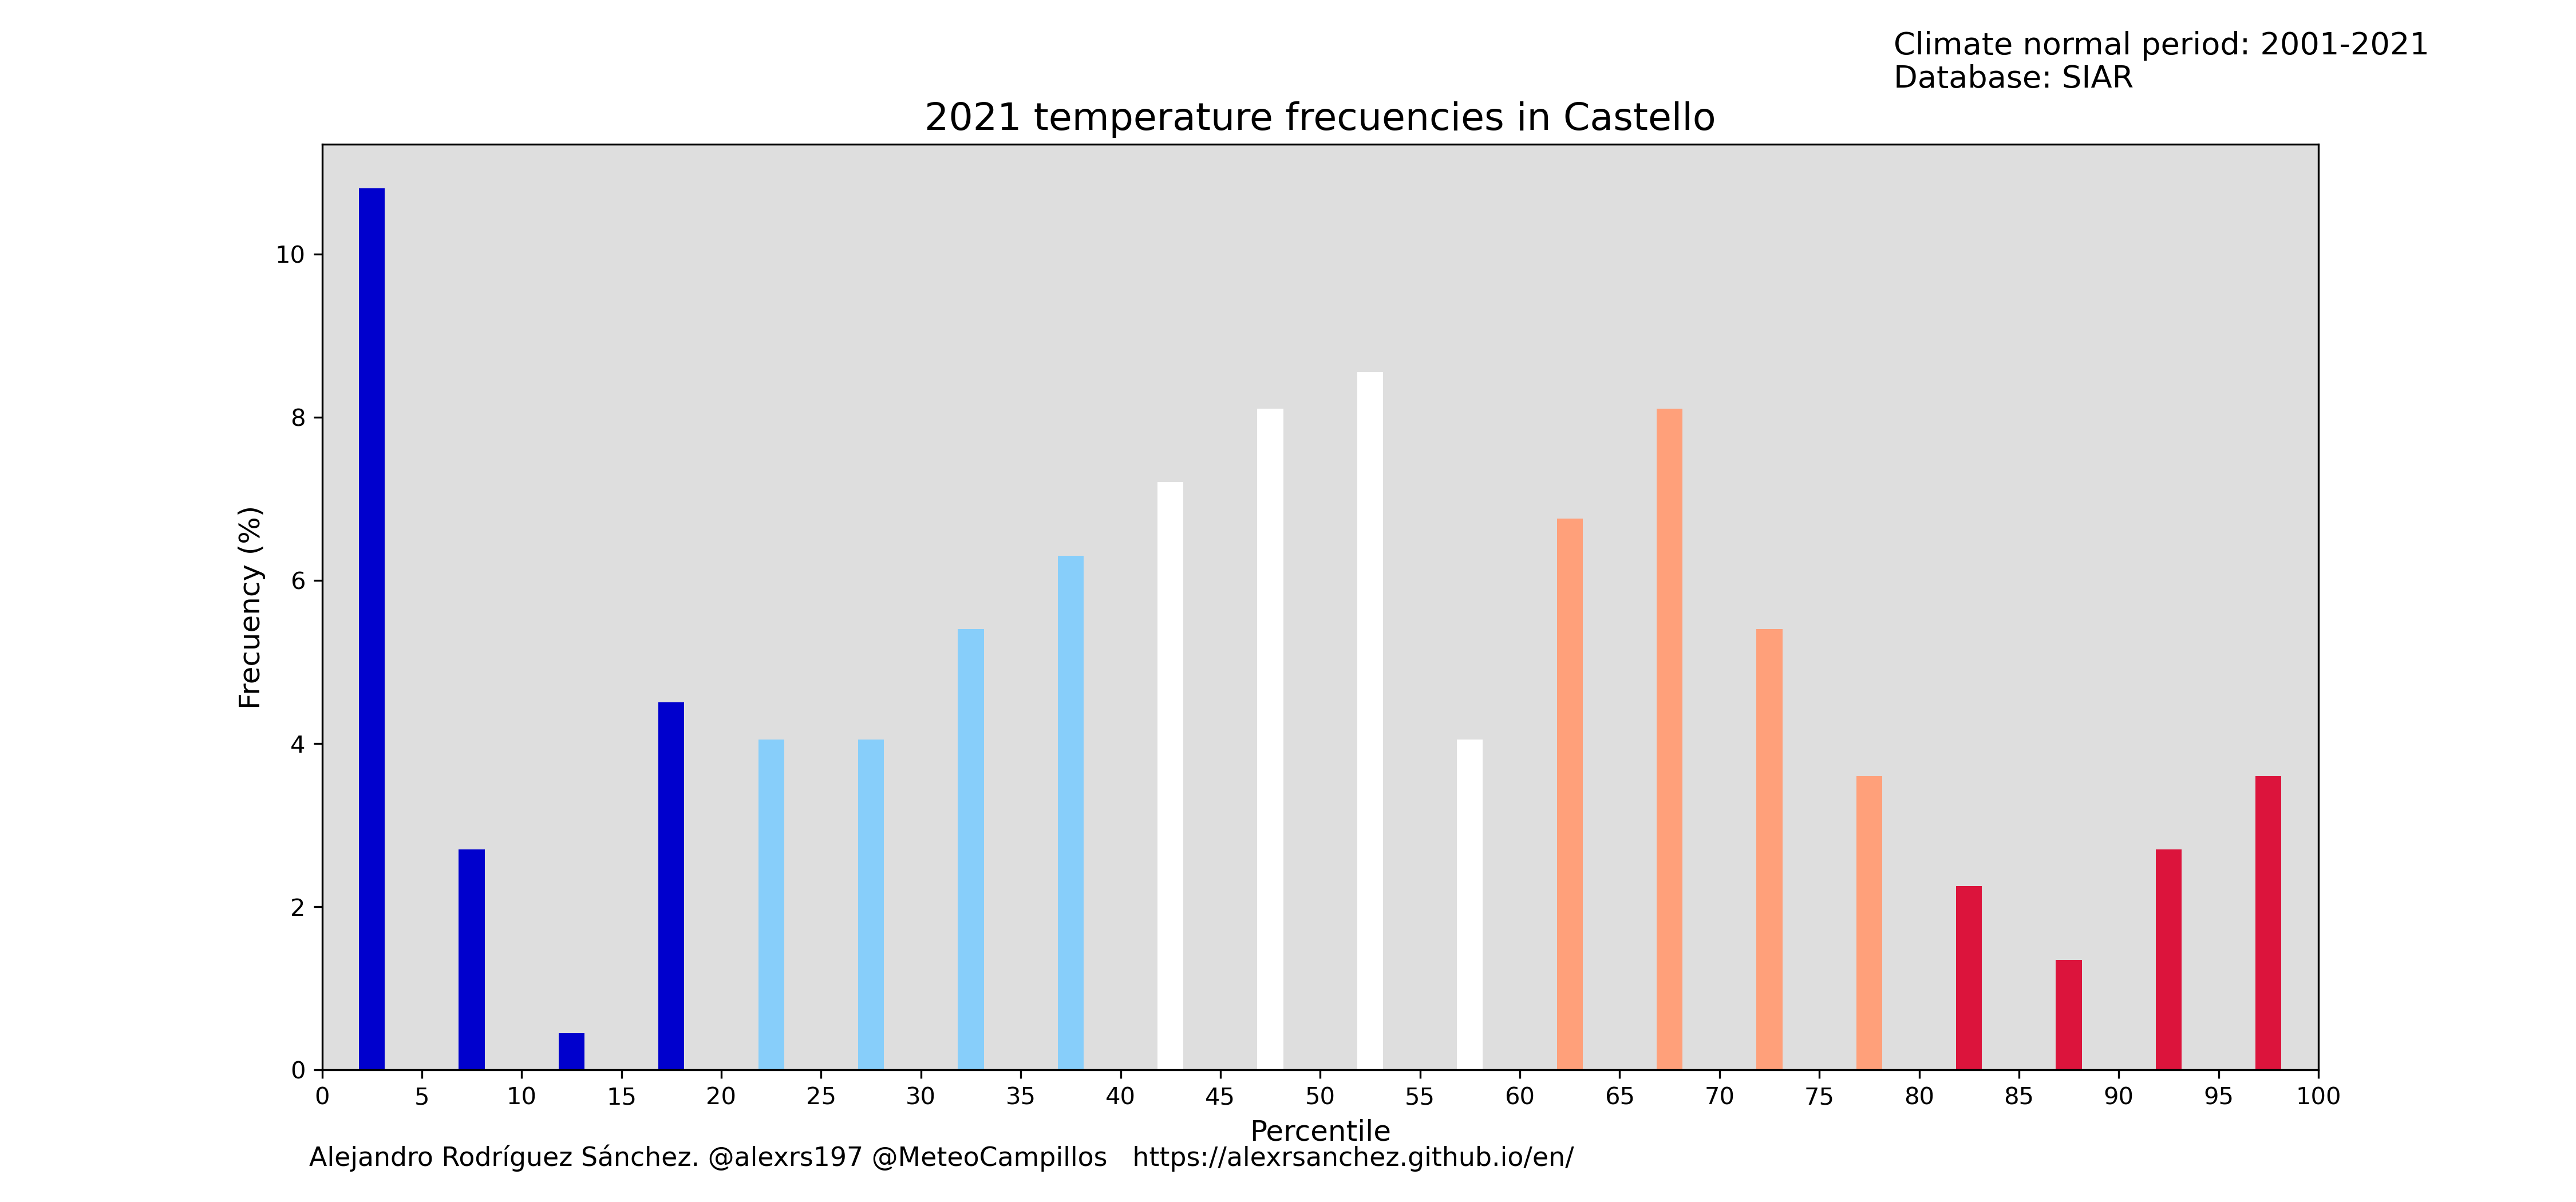 Climate normal period: 2001-2021
Database: SIAR
2021 temperature frecuencies in Castello
Frecuency (%)
10
8
6
4
2
0
0 5 10 15 20 25 30 35 40 45 50 55 60 65 70 75 80 85 90 95 100
Percentile
Alejandro Rodríguez Sánchez. @alexrs197 @MeteoCampillos https://alexrsanchez.github.io/en/